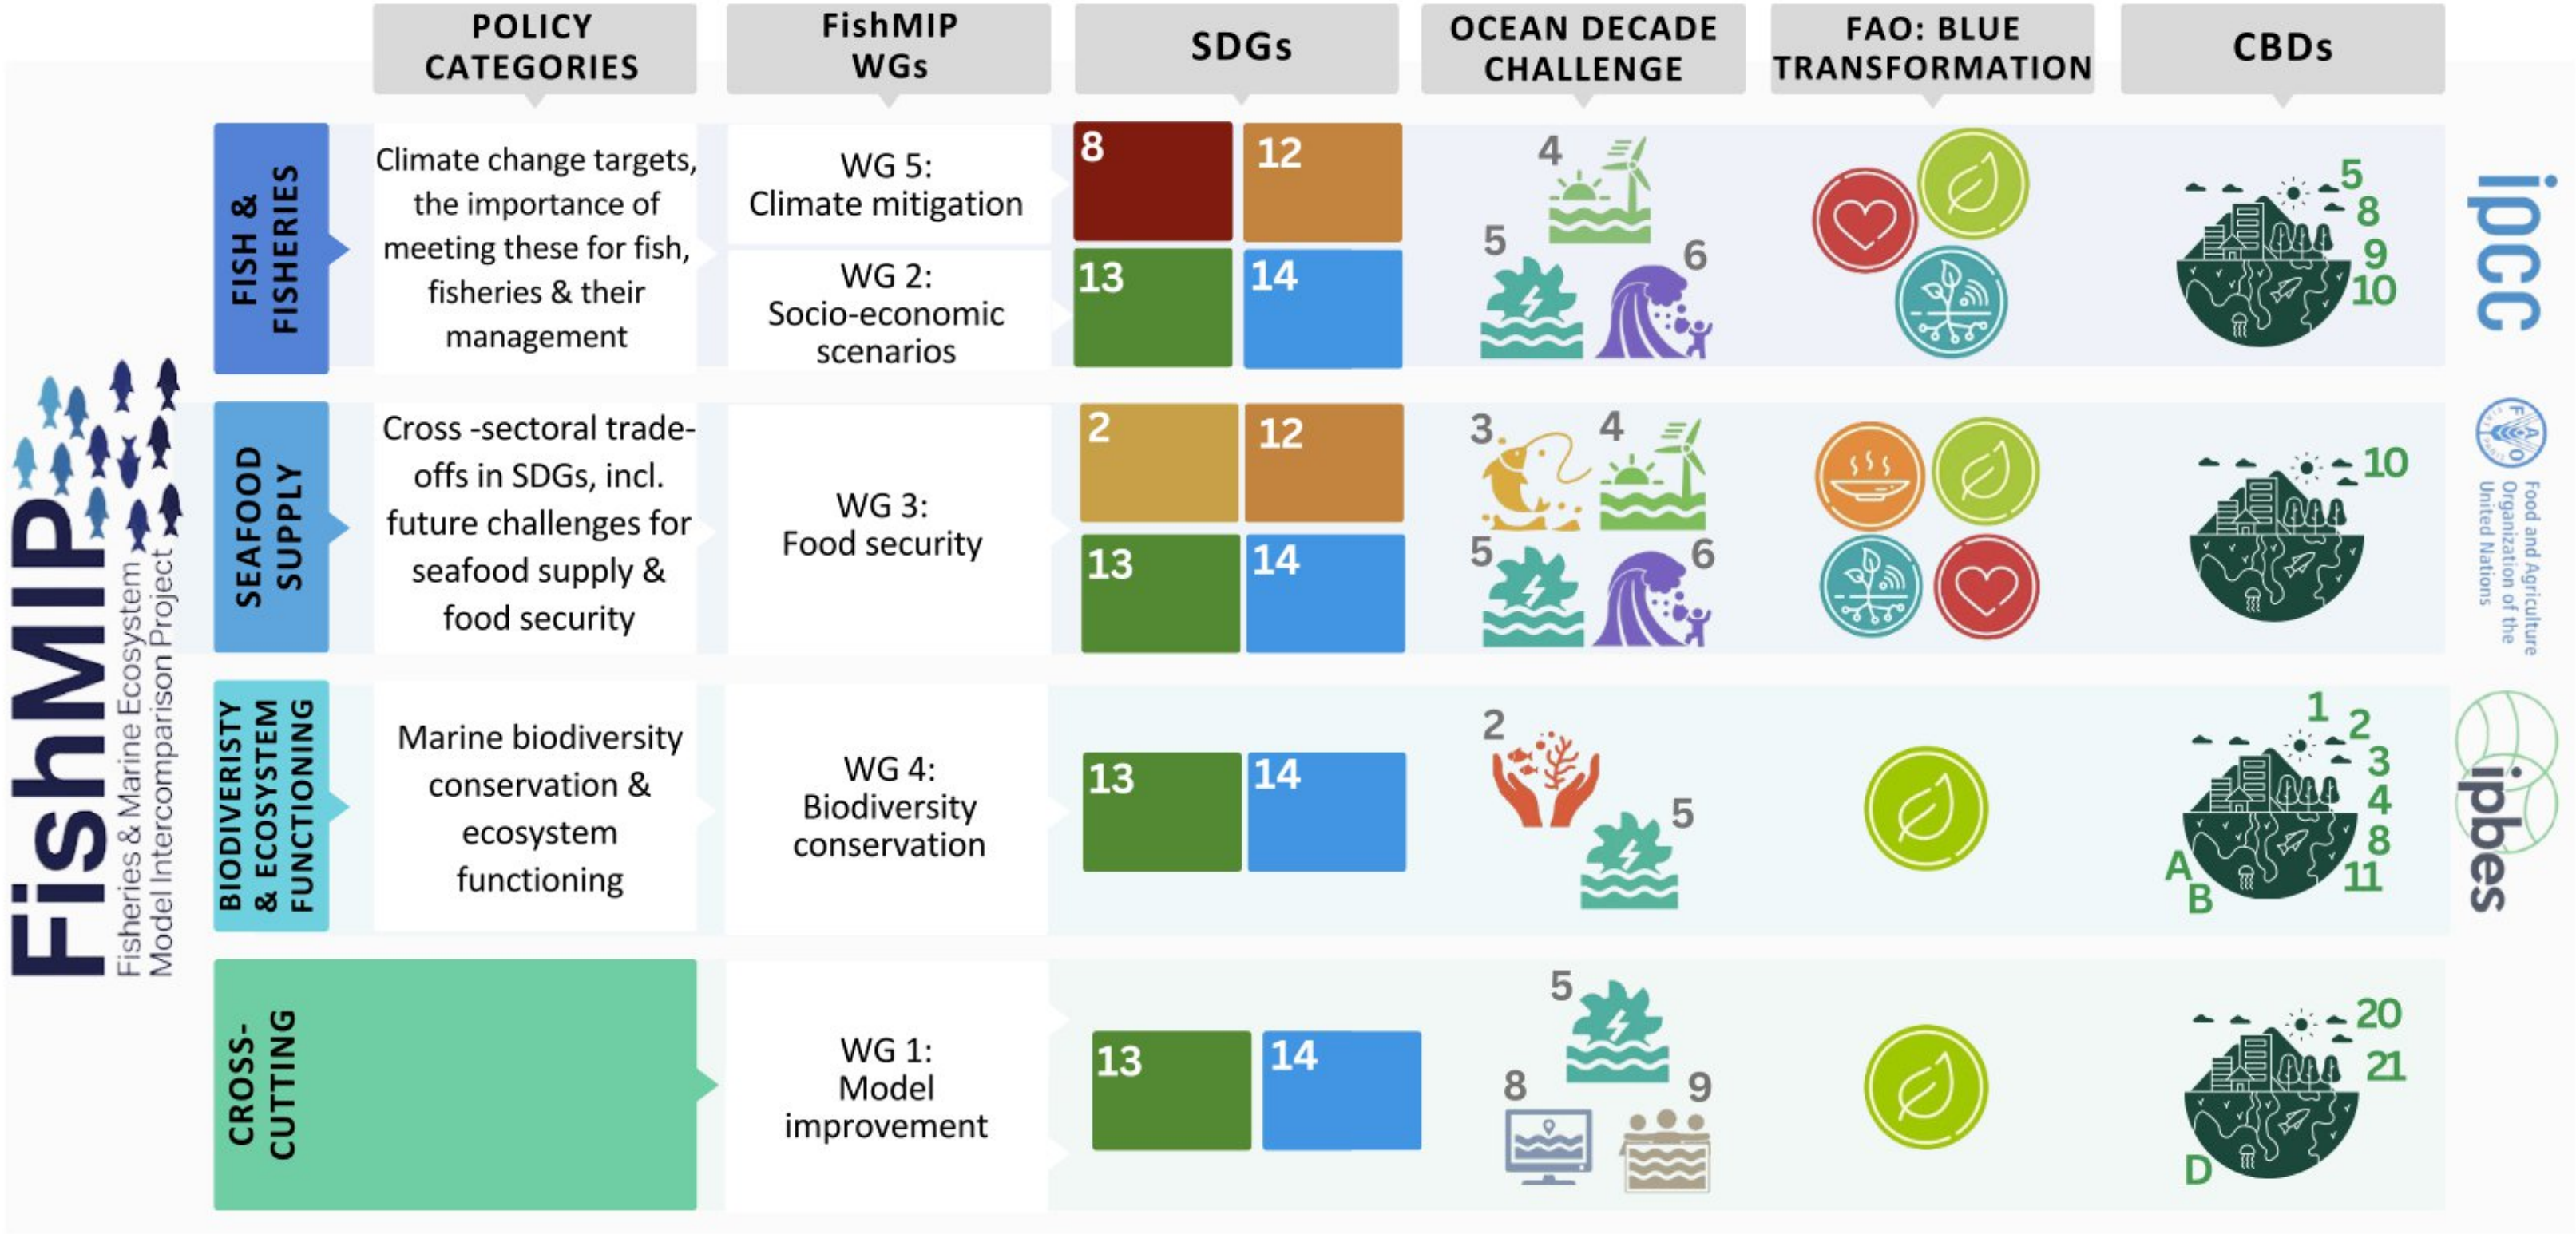 POLICY
CATEGORIES
FishMIP
WGs
SDGs
OCEAN DECADE
CHALLENGE
FAO: BLUE
TRANSFORMATION
CBDs
FishMIP
Fisheries & Marine Ecosystem
Model Intercomparison Project
FISH &
FISHERIES
Climate change targets,
the importance of
meeting these for fish,
fisheries & their
management
WG 5:
Climate mitigation
WG 2:
Socio-economic
scenarios
8
12
13
14
4
5
6
5
8
9
10
ipcc
SEAFOOD
SUPPLY
Cross -sectoral trade-
offs in SDGs, incl.
future challenges for
seafood supply &
food security
WG 3:
Food security
2
12
13
14
3
4
5
6
10
FAO
Food and Agriculture
Organization of the
United Nations
BIODIVERISTY
& ECOSYSTEM
FUNCTIONING
Marine biodiversity
conservation &
ecosystem
functioning
WG 4:
Biodiversity
conservation
13
14
2
5
1
2
3
4
8
11
A
B
ipbes
CROSS-
CUTTING
WG 1:
Model
improvement
13
14
5
8
9
20
21
D